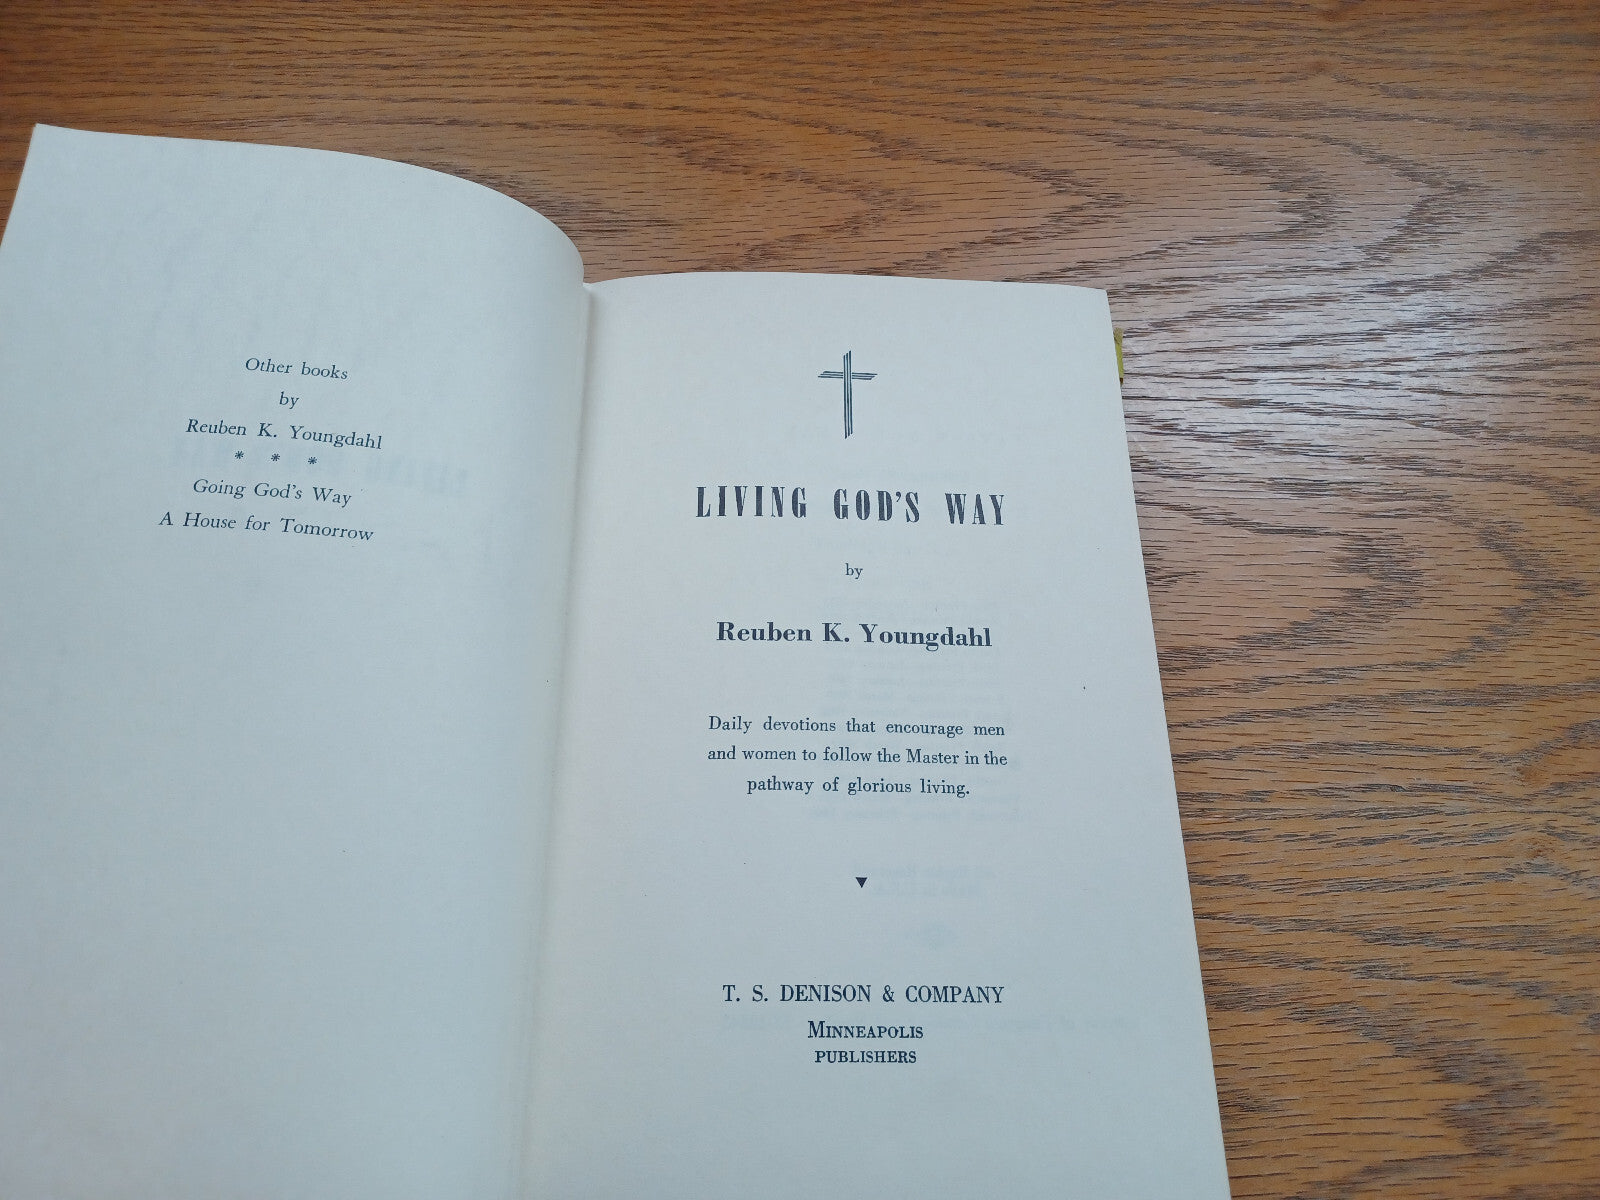 Other books
by
Reuben K. Youngdahl
* * *
Going God's Way
A House for Tomorrow
LIVING GOD'S WAY
by
Reuben K. Youngdahl
Daily devotions that encourage men
and women to follow the Master in the
pathway of glorious living.
T. S. DENISON & COMPANY
MINNEAPOLIS
PUBLISHERS